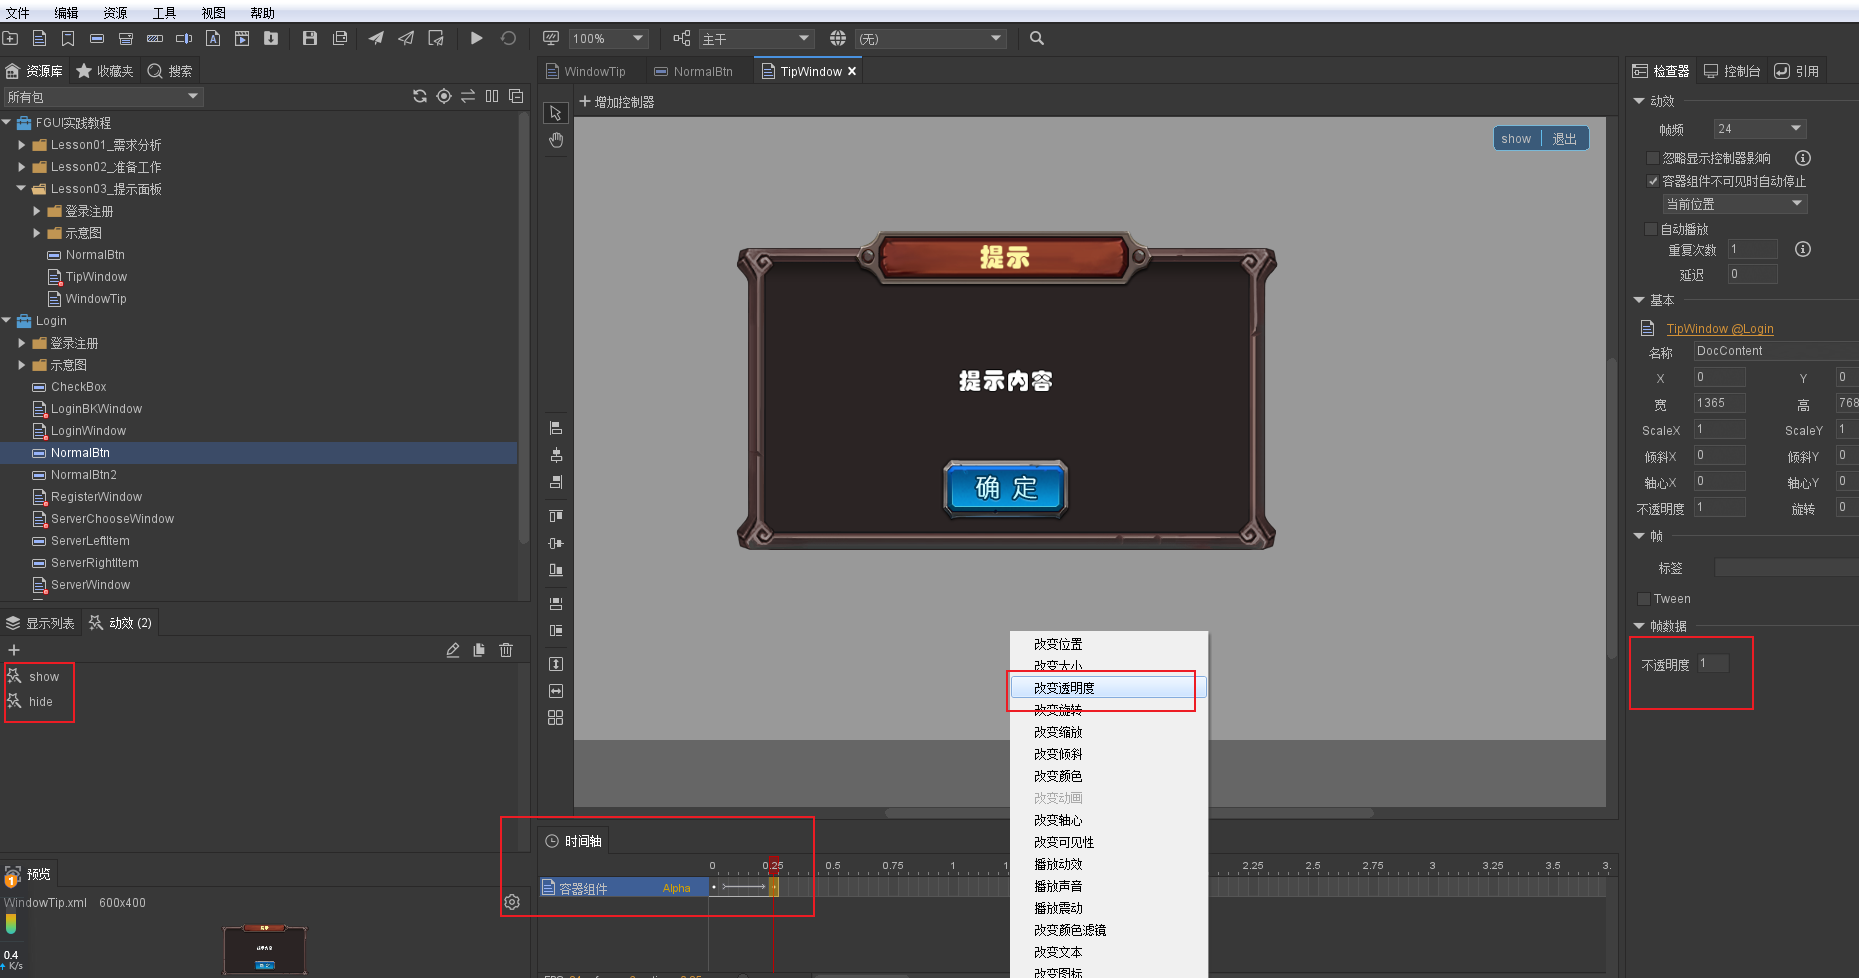 文件 编辑 资源 工具 视图 帮助
100% 主干 (无)
资源库 收藏夹 搜索
WindowTip NormalBtn TipWindow
检查器 控制台 引用
所有包
增加控制器
FGUI实践教程
Lesson01_需求分析
Lesson02_准备工作
Lesson03_提示面板
登录注册
示意图
NormalBtn
TipWindow
WindowTip
Login
登录注册
示意图
CheckBox
LoginBKWindow
LoginWindow
NormalBtn
NormalBtn2
RegisterWindow
ServerChooseWindow
ServerLeftItem
ServerRightItem
ServerWindow
显示列表 动效 (2)
show
hide
预览
1
WindowTip.xml 600x400
0.4
K/s
show 退出
提示
提示内容
确 定
改变位置
改变大小
改变透明度
改变旋转
改变缩放
改变倾斜
改变颜色
改变动画
改变轴心
改变可见性
播放动效
播放声音
播放震动
改变颜色滤镜
改变文本
改变图标
时间轴
0 0.25 0.5 0.75 1 2.25 2.5 2.75 3 3.25 3.5 3.
容器组件 Alpha
动效
帧频 24
忽略显示控制器影响
容器组件不可见时自动停止
当前位置
自动播放
重复次数 1
延迟 0
基本
TipWindow @Login
名称 DocContent
X 0 Y 0
宽 1365 高 768
ScaleX 1 ScaleY 1
倾斜X 0 倾斜Y 0
轴心X 0 轴心Y 0
不透明度 1 旋转 0
帧
标签
Tween
帧数据
不透明度 1